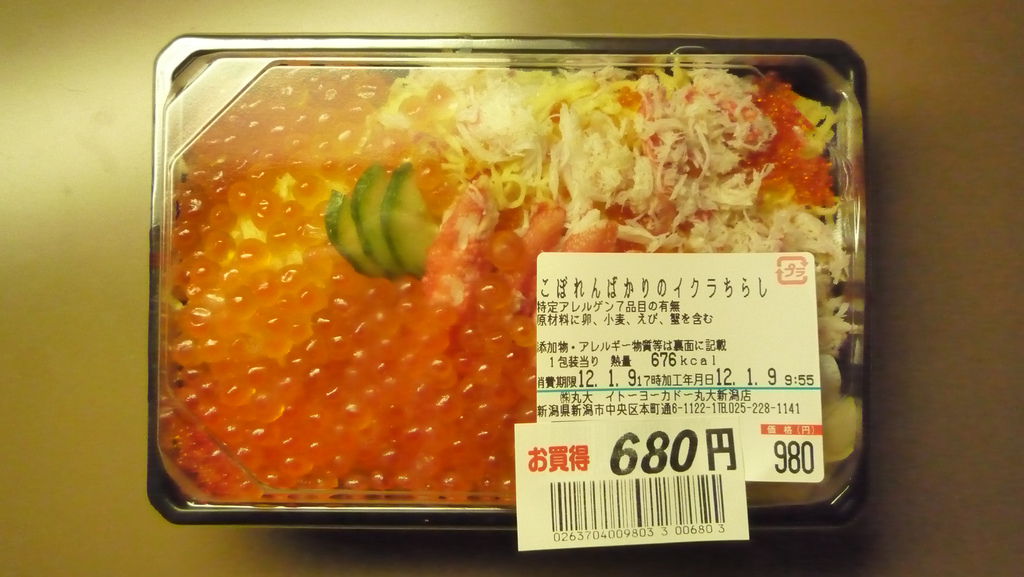 プラ
こぼれんばかりのイクラちらし
特定アレルゲン7品目の有無
原材料に卵、小麦、えび、蟹を含む
添加物・アレルギー物質等は裏面に記載
1包装当り 熱量 676kcal
消費期限12. 1. 9 17時加工年月日12. 1. 9 9:55
㈱丸大 イトーヨーカドー丸大新潟店
新潟県新潟市中央区本町通6-1122-1℡025-228-1141
価格(円)
980
お買得 680円
0263704009803 3 00680 3